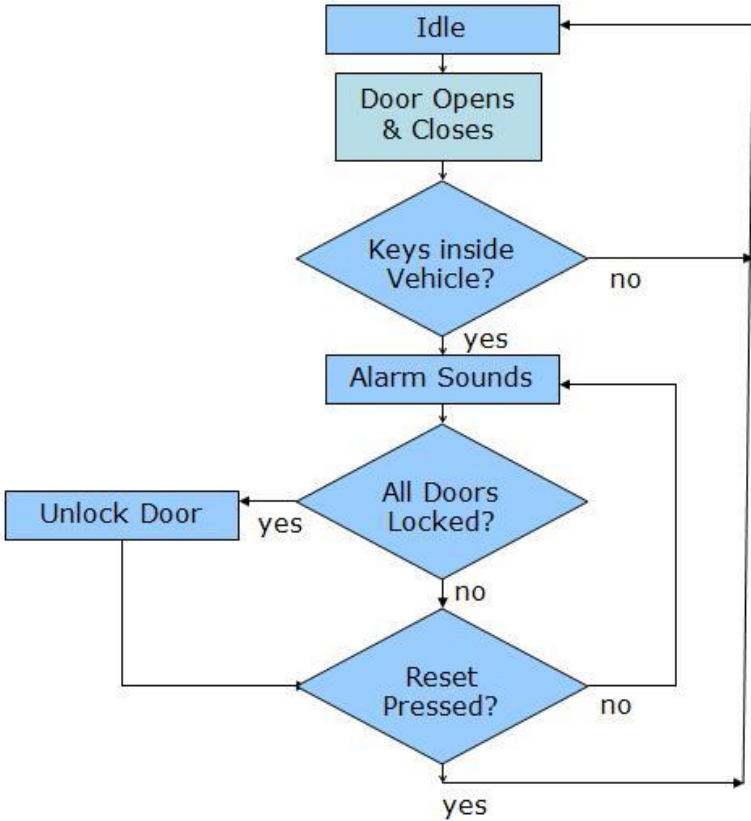 Idle
Door Opens
& Closes
Keys inside
Vehicle?
no
yes
Alarm Sounds
All Doors
Locked?
Unlock Door
yes
no
Reset
Pressed?
no
yes